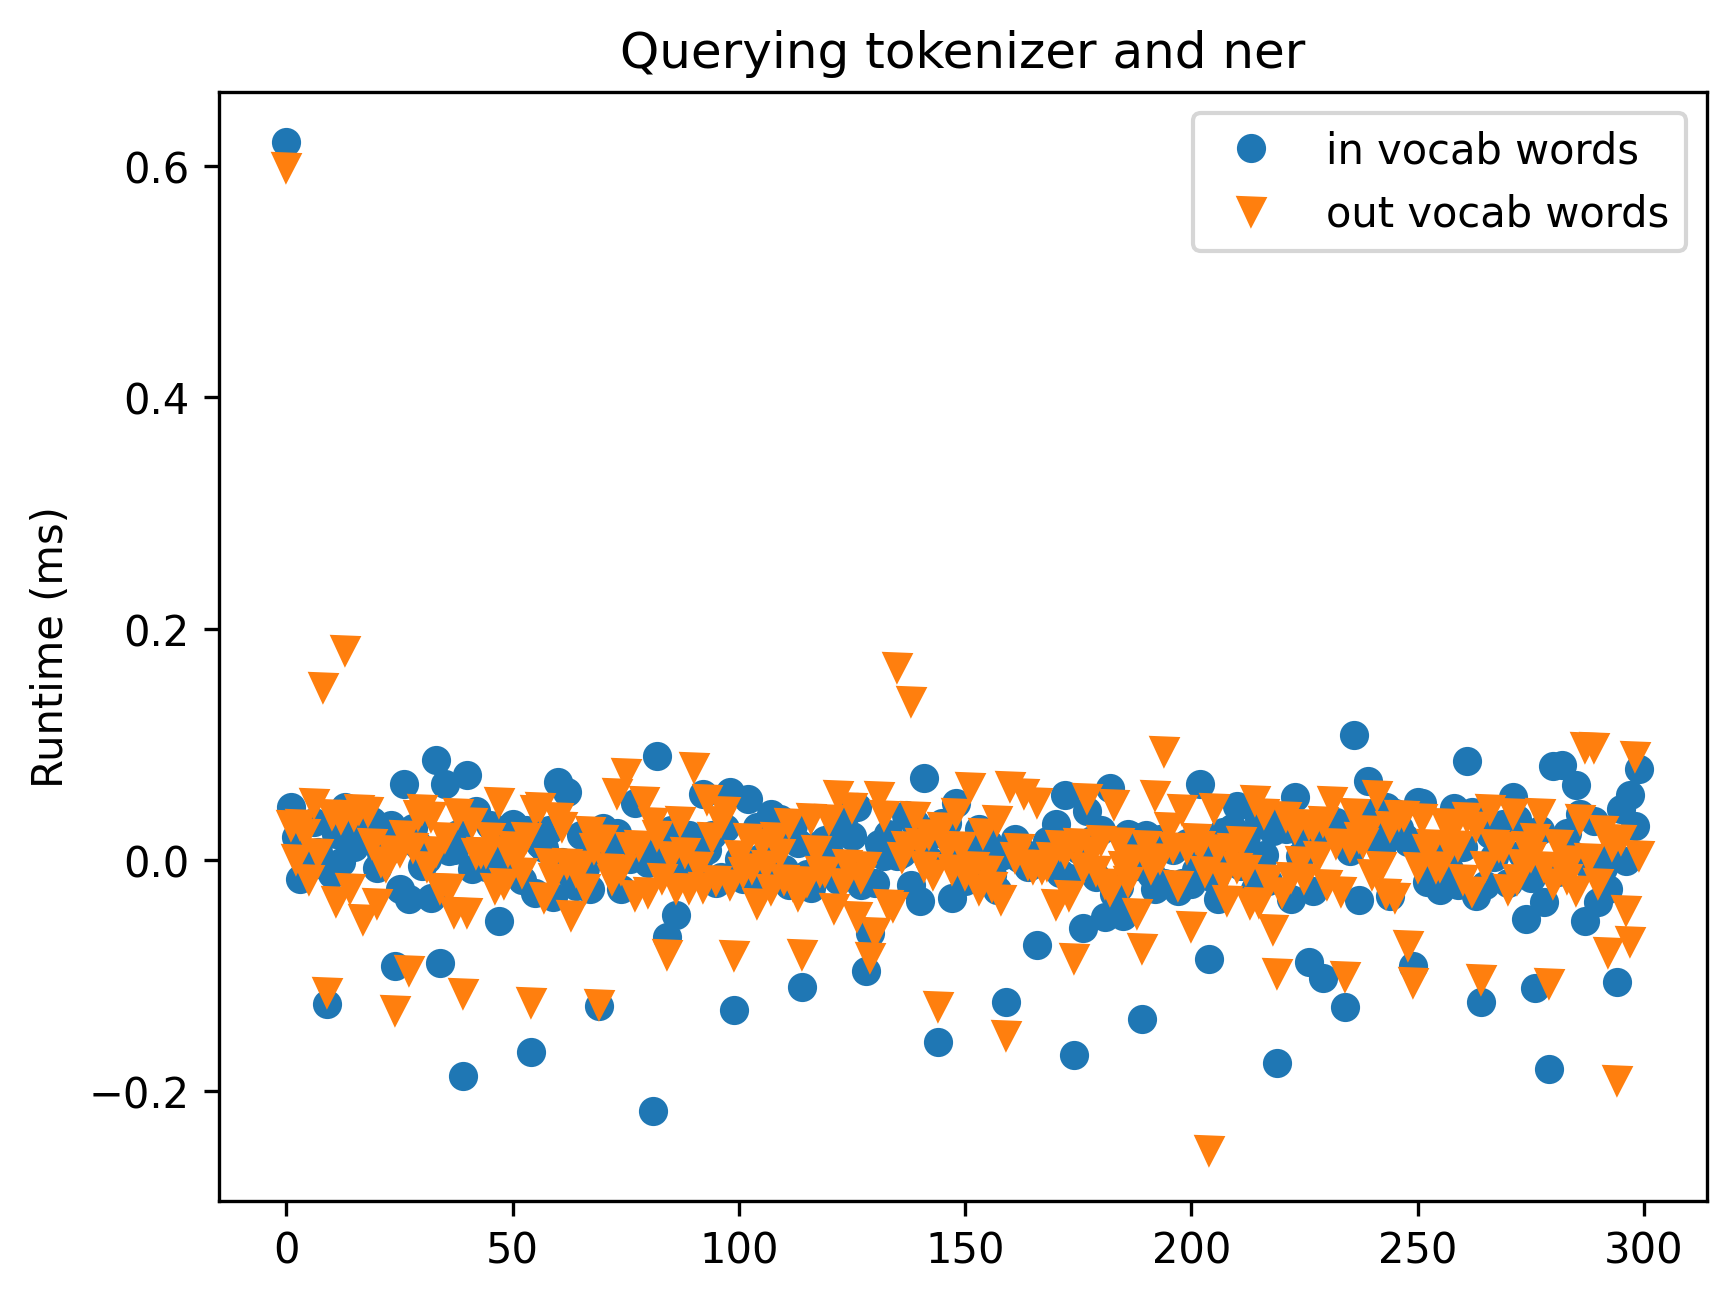 Querying tokenizer and ner
in vocab words
out vocab words
Runtime (ms)
0.6
0.4
0.2
0.0
−0.2
0 50 100 150 200 250 300